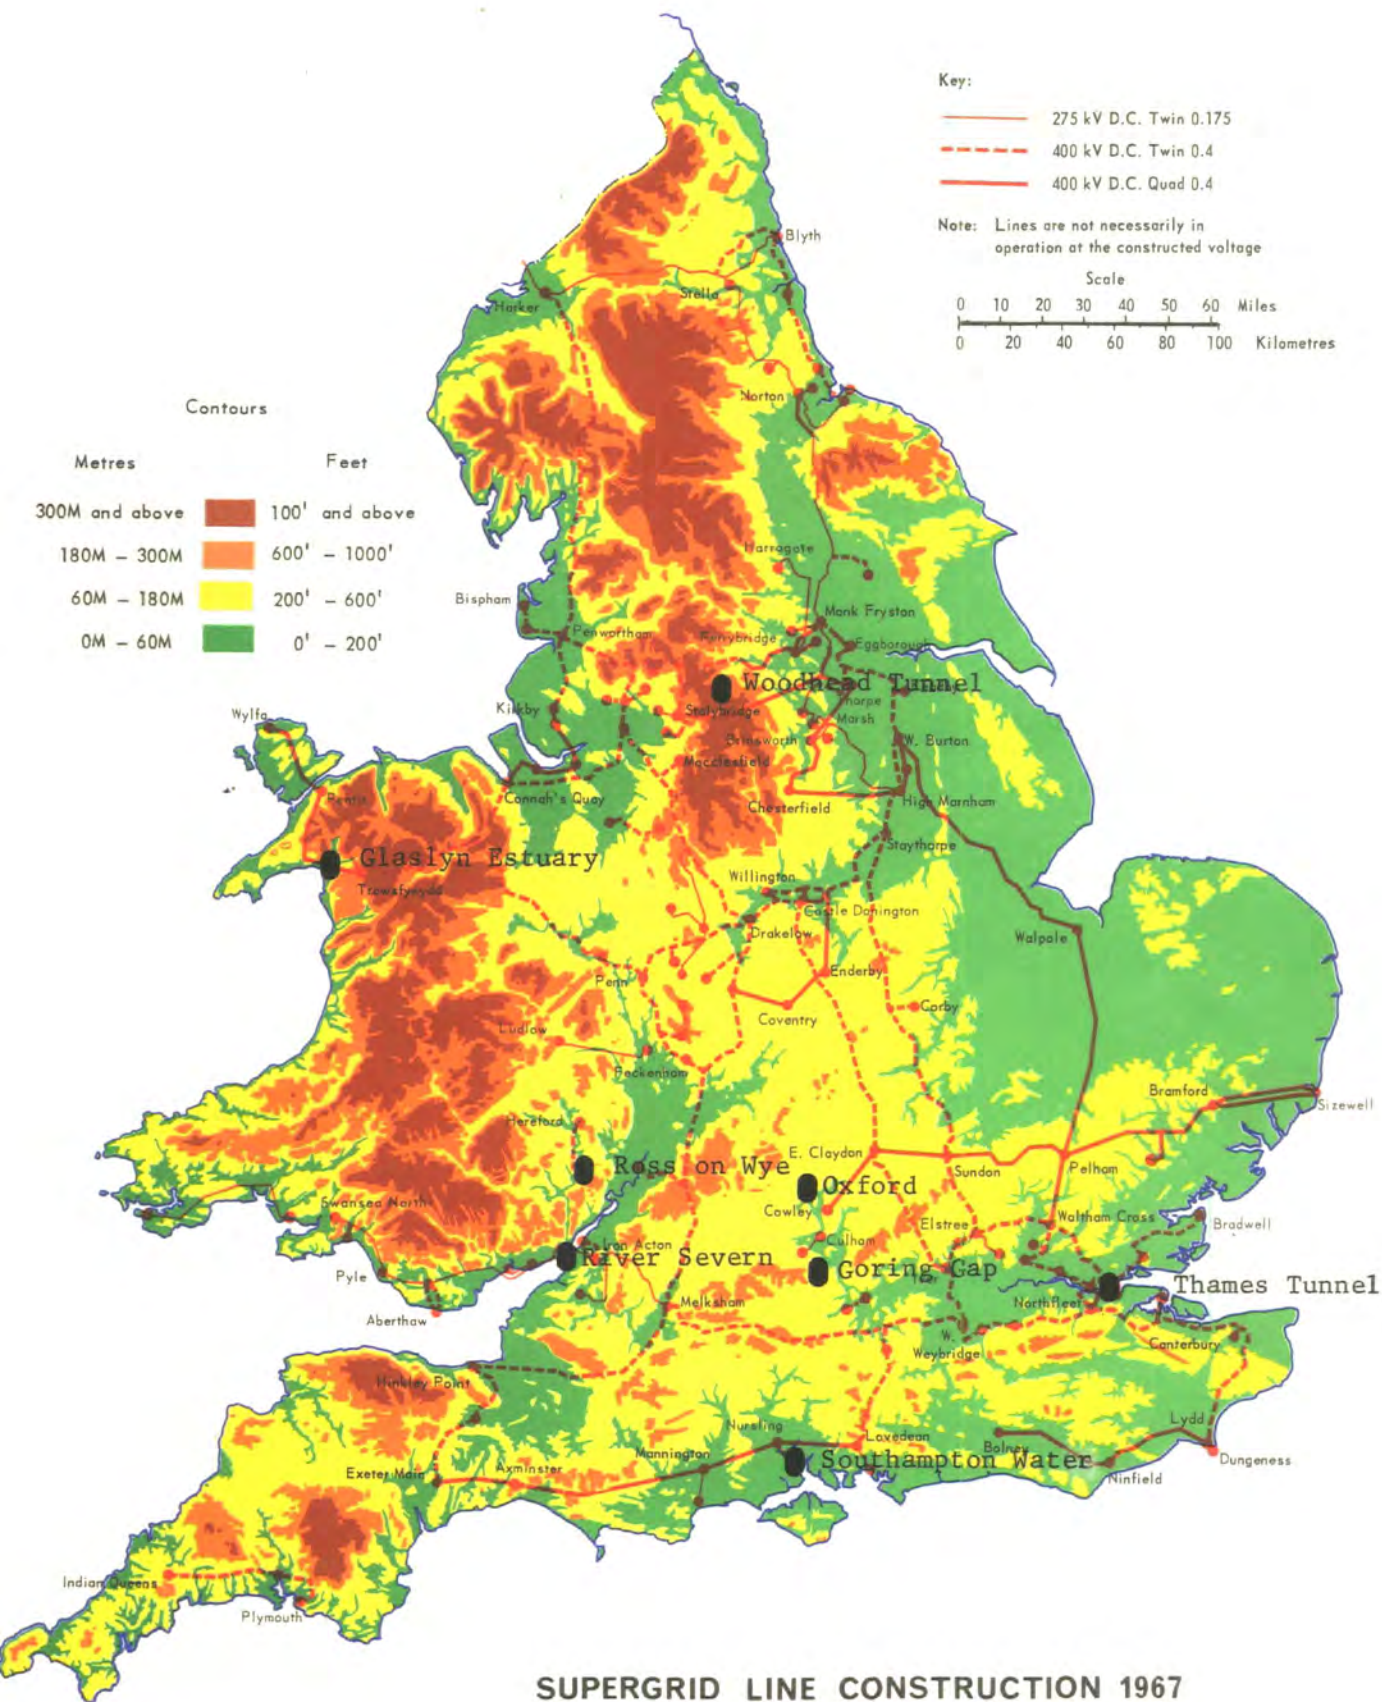 Key:
275 kV D.C. Twin 0.175
400 kV D.C. Twin 0.4
400 kV D.C. Quad 0.4
Note: Lines are not necessarily in
operation at the constructed voltage
Scale
0 10 20 30 40 50 60 Miles
0 20 40 60 80 100 Kilometres
Contours
Metres Feet
300M and above 100' and above
180M – 300M 600' – 1000'
60M – 180M 200' – 600'
0M – 60M 0' – 200'
Blyth
Stella
Harker
Norton
Harrogate
Bispham
Monk Fryston
Penwortham
Ferrybridge
Eggborough
Woodhead Tunnel
Thorpe
Marsh
Kirkby
Stalybridge
Wylfa
Brinsworth
W. Burton
Macclesfield
Pentir
Connah's Quay
Chesterfield
High Marnham
Staythorpe
Glaslyn Estuary
Trawsfynydd
Willington
Castle Donington
Drakelow
Walpole
Penn
Enderby
Corby
Coventry
Ludlow
Feckenham
Bramford
Sizewell
Hereford
E. Claydon
Ross on Wye
Sundon
Pelham
Oxford
Cowley
Swansea North
Elstree
Waltham Cross
Bradwell
Culham
Iron Acton
River Severn
Goring Gap
Pyle
Thames Tunnel
Northfleet
Melksham
Aberthaw
W.
Weybridge
Canterbury
Hinkley Point
Nursling
Lovedean
Lydd
Mannington
Bolney
Southampton Water
Dungeness
Exeter Main
Axminster
Ninfield
Indian Queens
Plymouth
SUPERGRID LINE CONSTRUCTION 1967